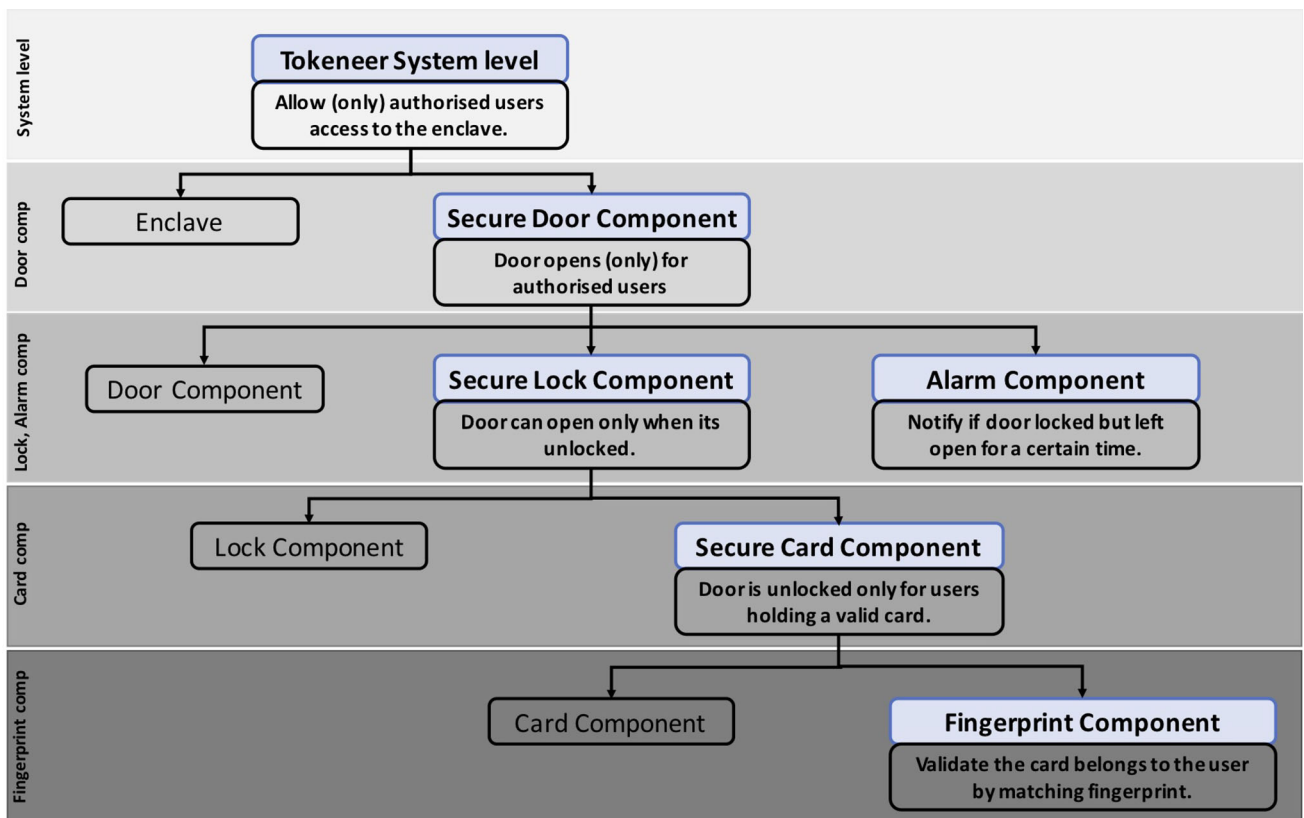 System level
Tokeneer System level
Allow (only) authorised users
access to the enclave.
Door comp
Enclave
Secure Door Component
Door opens (only) for
authorised users
Lock, Alarm comp
Door Component
Secure Lock Component
Door can open only when its
unlocked.
Alarm Component
Notify if door locked but left
open for a certain time.
Card comp
Lock Component
Secure Card Component
Door is unlocked only for users
holding a valid card.
Fingerprint comp
Card Component
Fingerprint Component
Validate the card belongs to the user
by matching fingerprint.